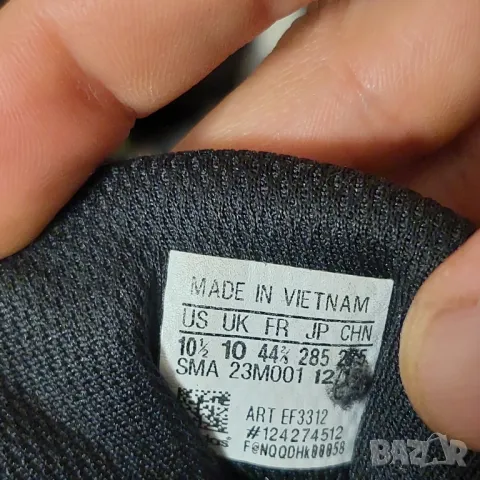 MADE IN VIETNAM
US UK FR JP CHN
10½ 10 44⅔ 285
SMA 23M001 12/
ART EF3312
#124274512
F@NQQDHk00058
BAZAR